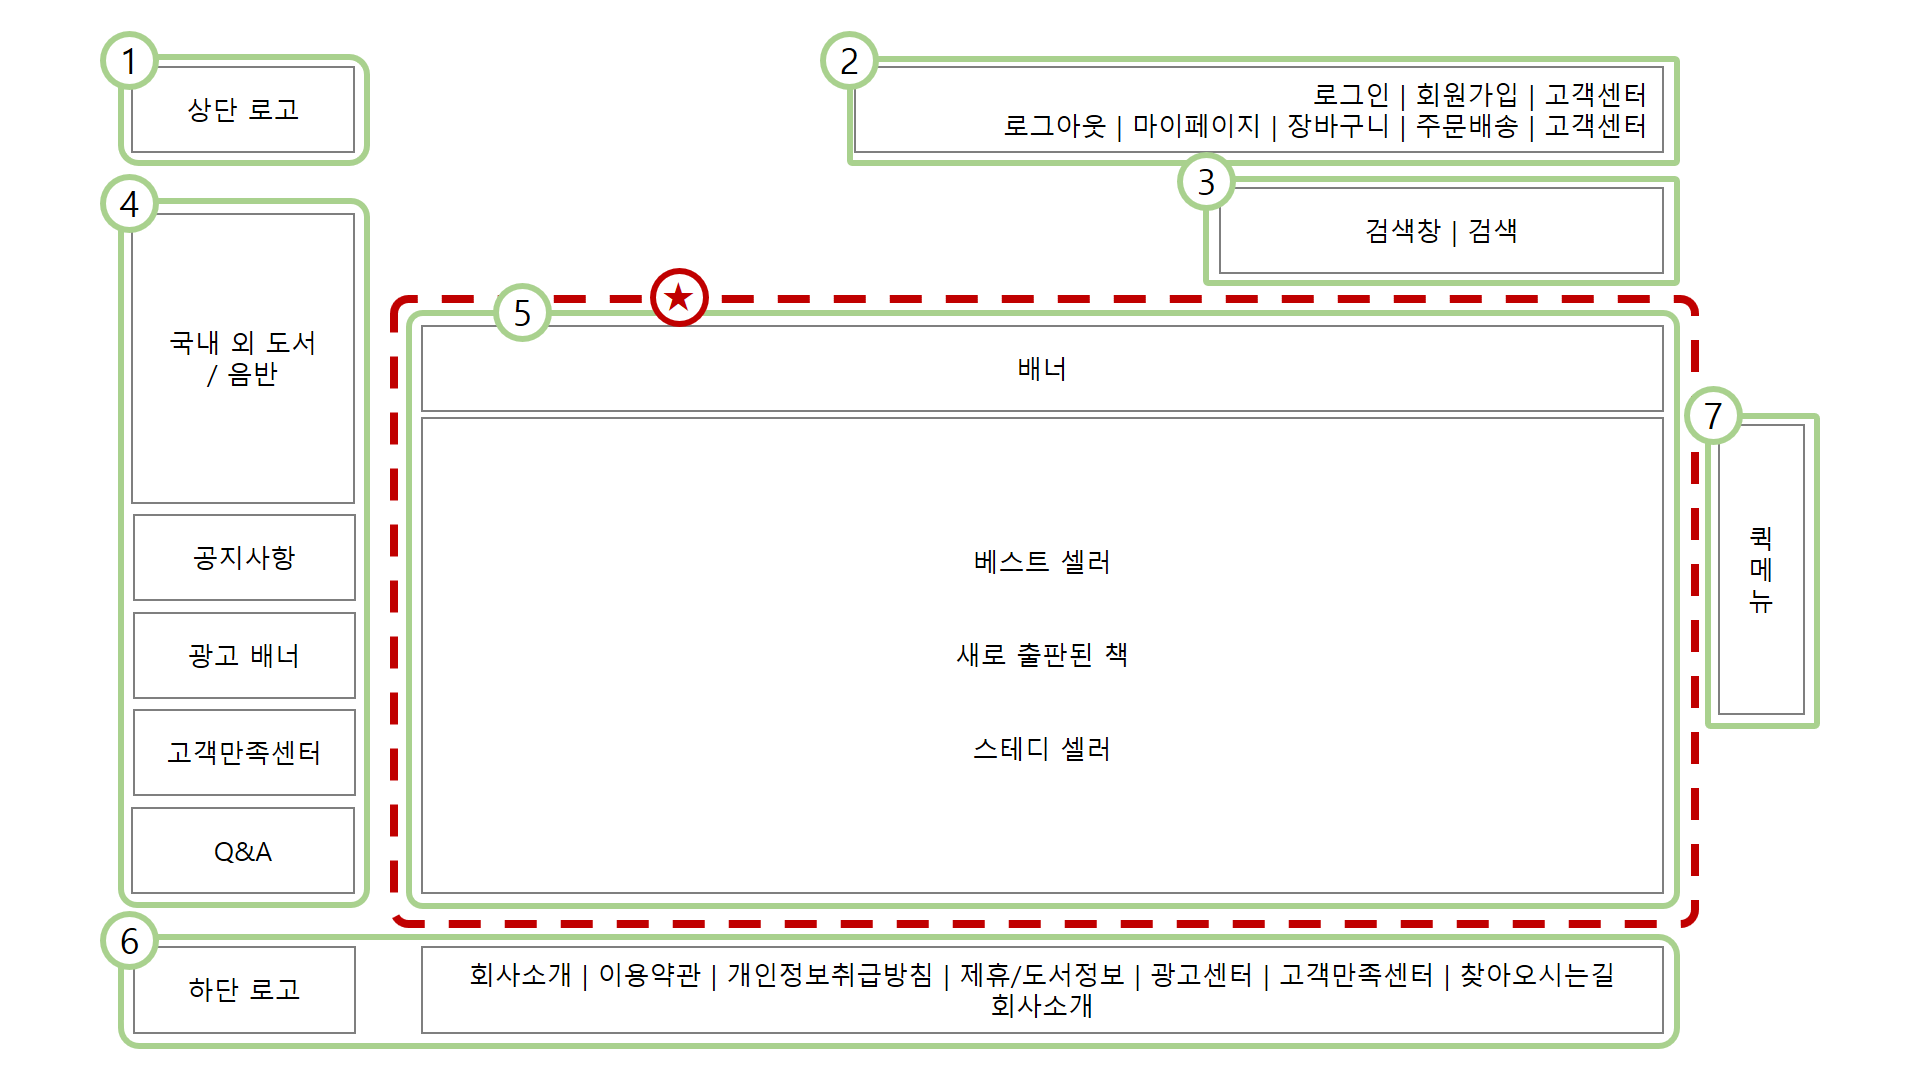 1
상단 로고
2
로그인 | 회원가입 | 고객센터
로그아웃 | 마이페이지 | 장바구니 | 주문배송 | 고객센터
3
검색창 | 검색
4
국내 외 도서
/ 음반
공지사항
광고 배너
고객만족센터
Q&A
5
★
배너
베스트 셀러
새로 출판된 책
스테디 셀러
7
퀵
메
뉴
6
하단 로고
회사소개 | 이용약관 | 개인정보취급방침 | 제휴/도서정보 | 광고센터 | 고객만족센터 | 찾아오시는길
회사소개